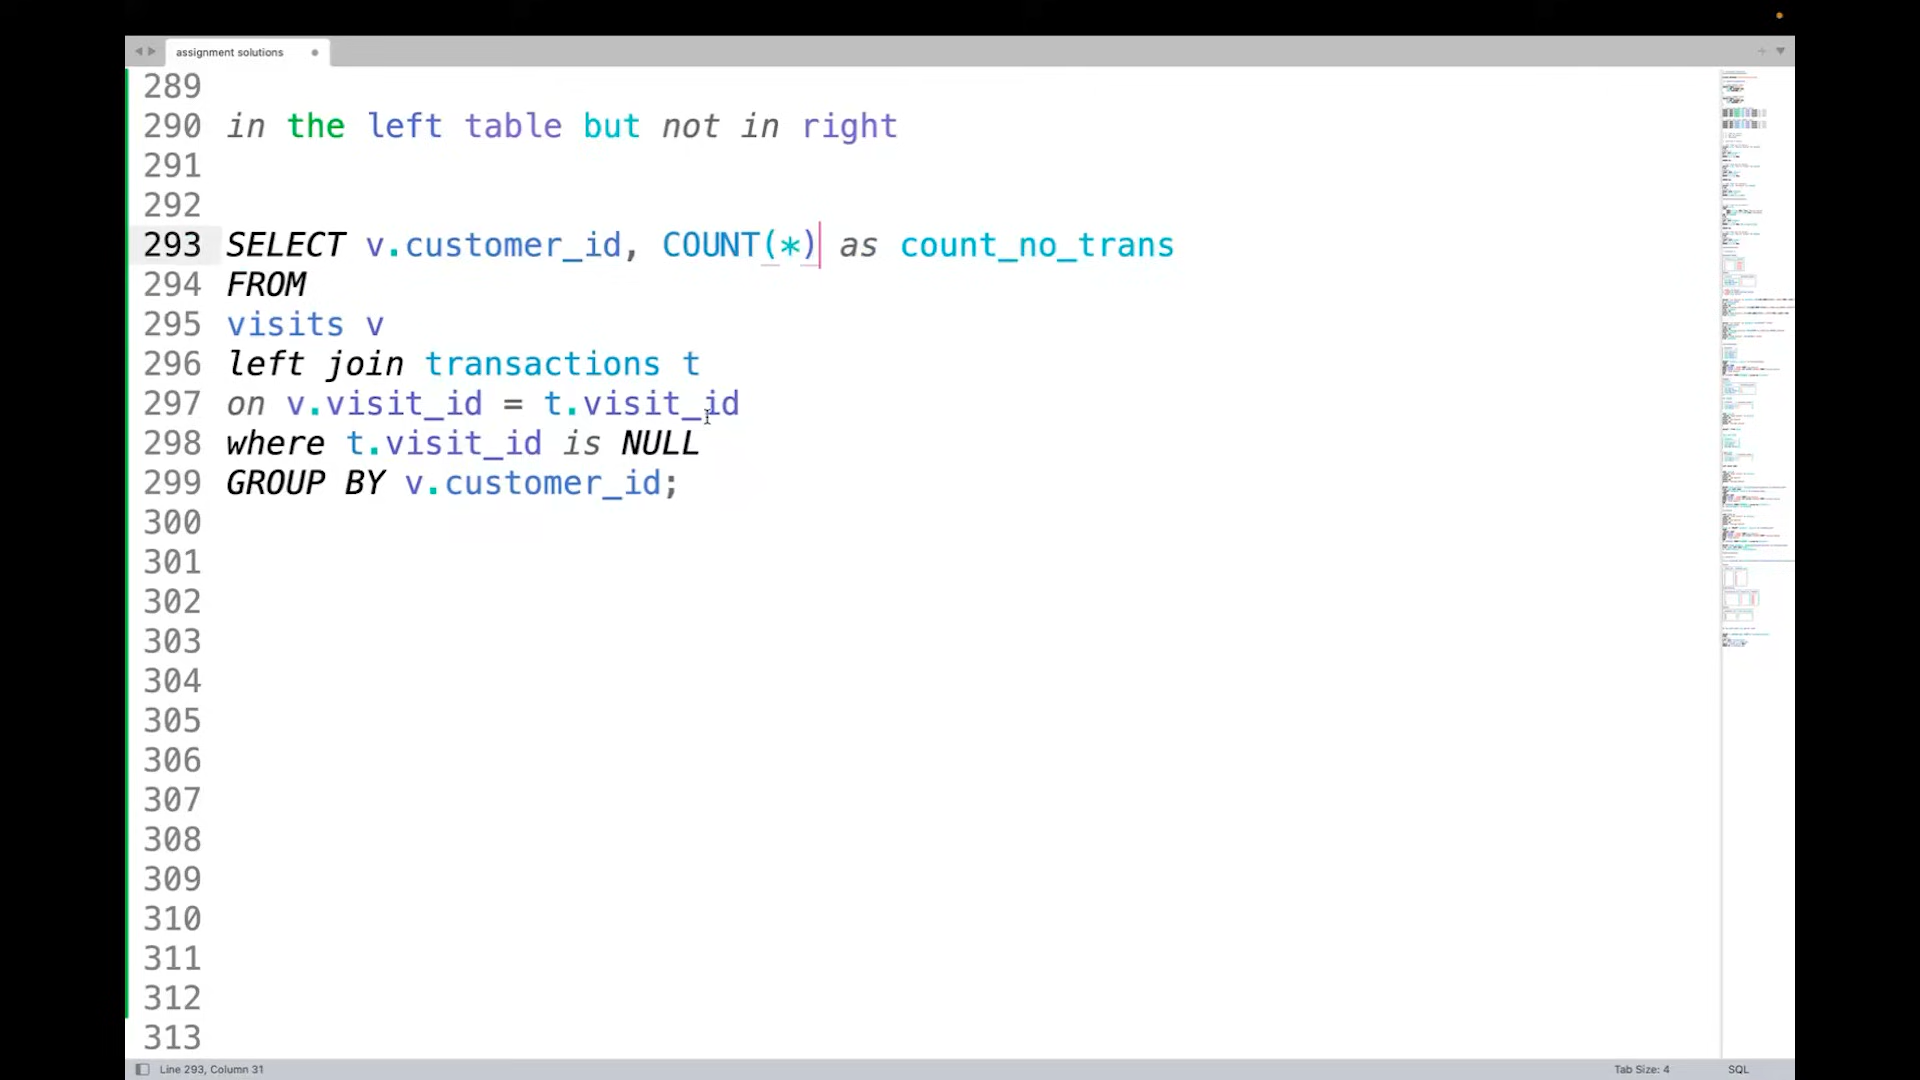 assignment solutions
289
290 in the left table but not in right
291
292
293 SELECT v.customer_id, COUNT(*) as count_no_trans
294 FROM
295 visits v
296 left join transactions t
297 on v.visit_id = t.visit_id
298 where t.visit_id is NULL
299 GROUP BY v.customer_id;
300
301
302
303
304
305
306
307
308
309
310
311
312
313
Line 293, Column 31
Tab Size: 4
SQL